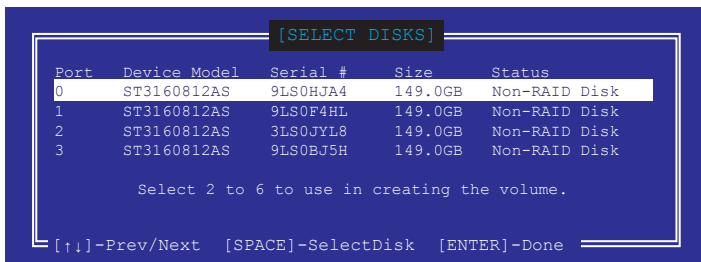 [SELECT DISKS]
Port Device Model Serial # Size Status
0 ST3160812AS 9LS0HJA4 149.0GB Non-RAID Disk
1 ST3160812AS 9LS0F4HL 149.0GB Non-RAID Disk
2 ST3160812AS 3LS0JYL8 149.0GB Non-RAID Disk
3 ST3160812AS 9LS0BJ5H 149.0GB Non-RAID Disk
Select 2 to 6 to use in creating the volume.
[↑↓]-Prev/Next [SPACE]-SelectDisk [ENTER]-Done